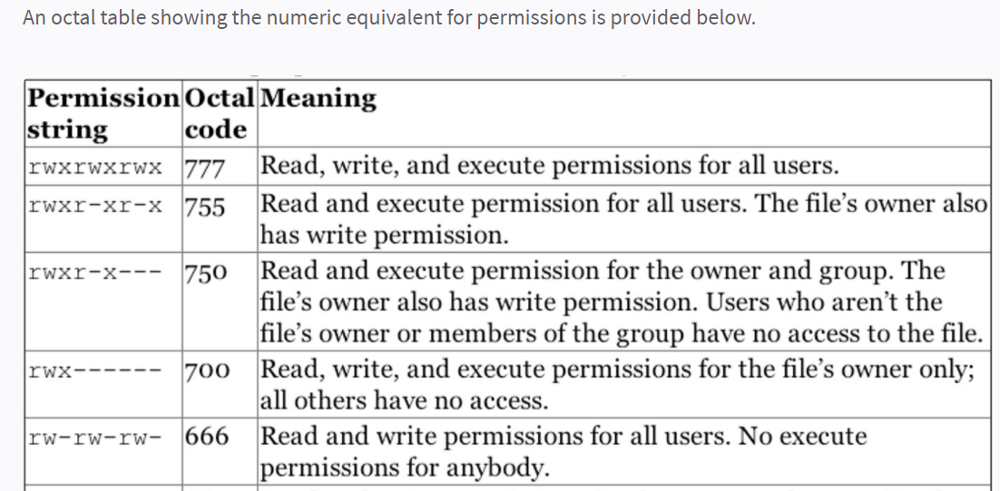 An octal table showing the numeric equivalent for permissions is provided below.
Permission Octal Meaning
string code
rwxrwxrwx 777 Read, write, and execute permissions for all users.
rwxr-xr-x 755 Read and execute permission for all users. The file’s owner also
has write permission.
rwxr-x--- 750 Read and execute permission for the owner and group. The
file’s owner also has write permission. Users who aren’t the
file’s owner or members of the group have no access to the file.
rwx------ 700 Read, write, and execute permissions for the file’s owner only;
all others have no access.
rw-rw-rw- 666 Read and write permissions for all users. No execute
permissions for anybody.